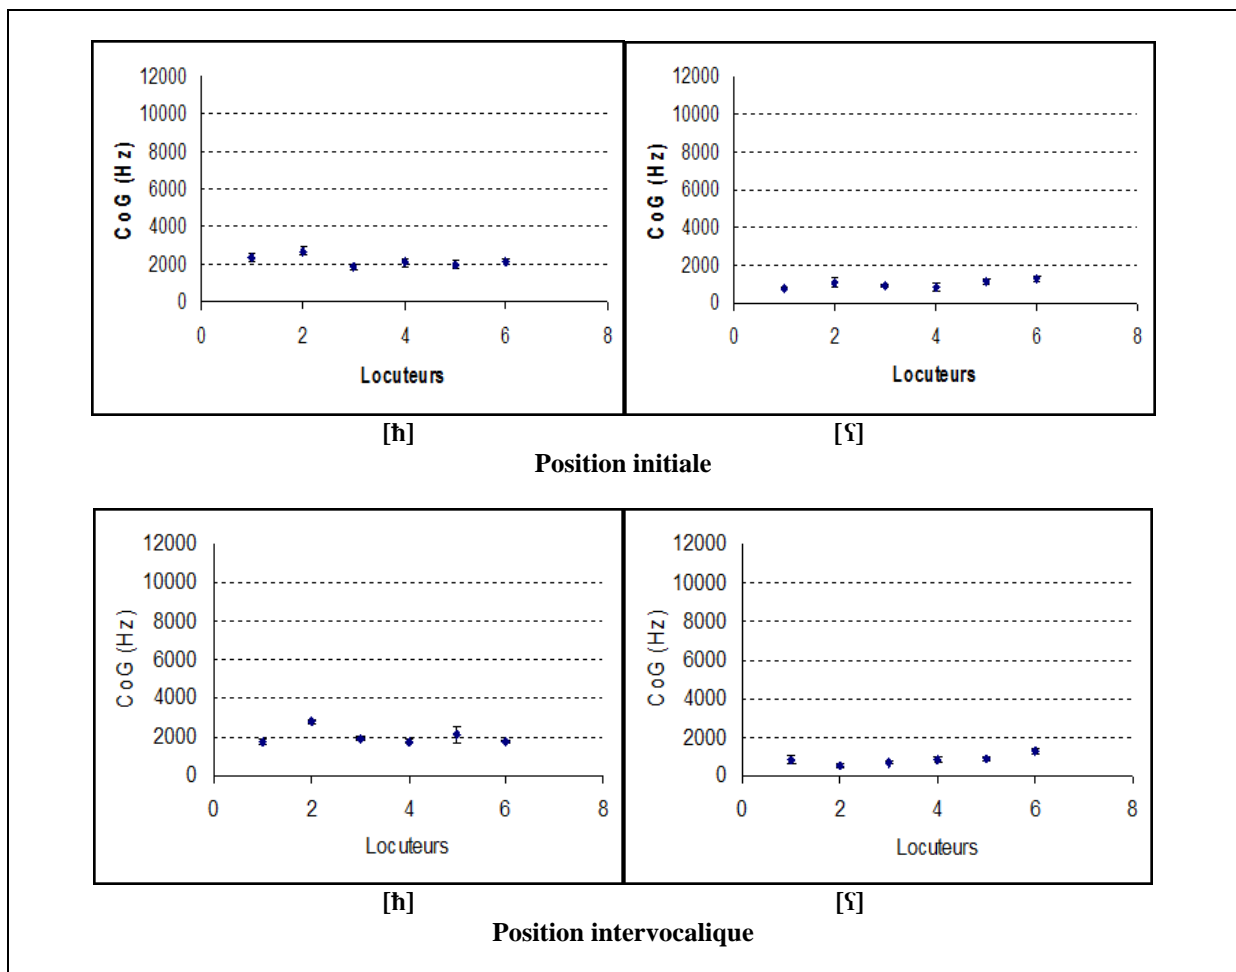 12000 12000
10000 10000
8000 8000
6000 6000
4000 4000
2000 2000
0 0
0 2 4 6 8 0 2 4 6 8
CoG (Hz) CoG (Hz)
Locuteurs Locuteurs
[ħ] [ʕ]
Position initiale
12000 12000
10000 10000
8000 8000
6000 6000
4000 4000
2000 2000
0 0
0 2 4 6 8 0 2 4 6 8
CoG (Hz) CoG (Hz)
Locuteurs Locuteurs
[ħ] [ʕ]
Position intervocalique